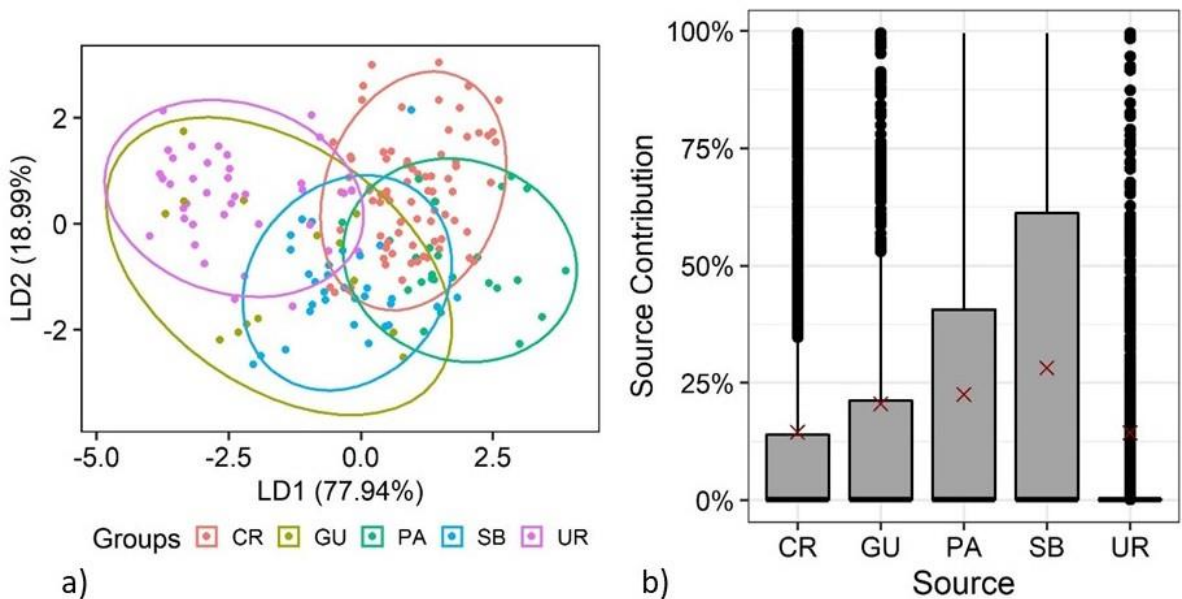 2
0
-2
LD2 (18.99%)
-5.0 -2.5 0.0 2.5
LD1 (77.94%)
Groups CR GU PA SB UR
a)
100%
75%
50%
25%
0%
Source Contribution
CR GU PA SB UR
Source
b)